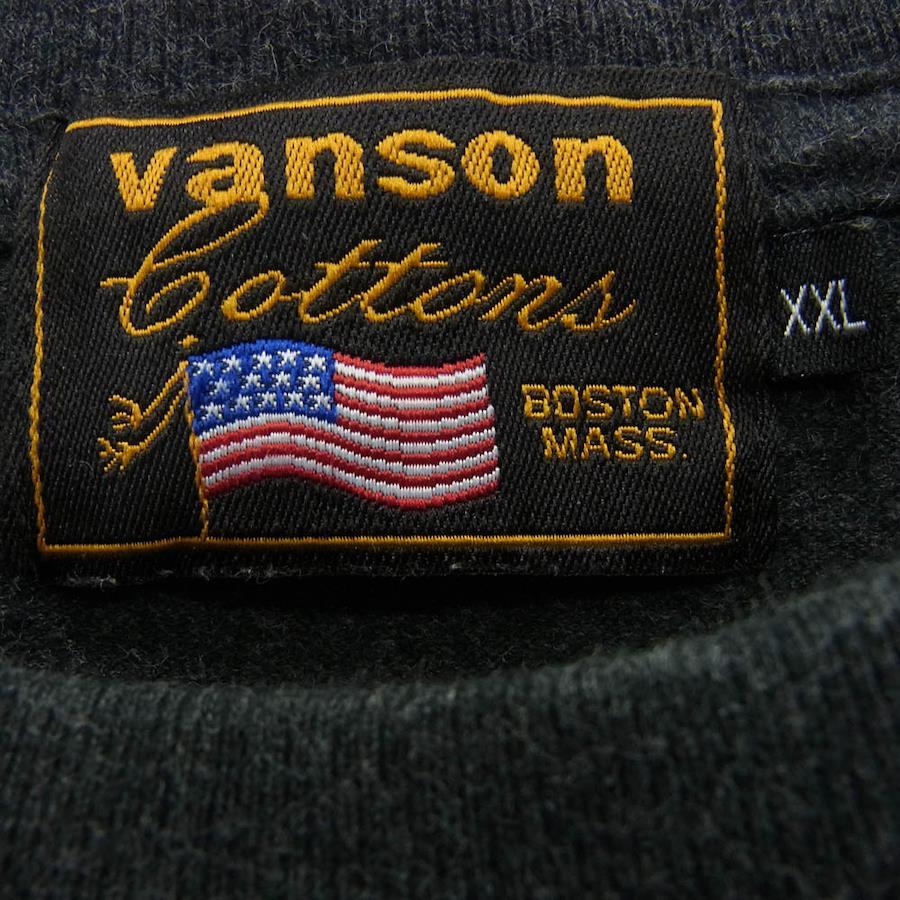 vanson
Cottons
BOSTON
MASS.
XXL